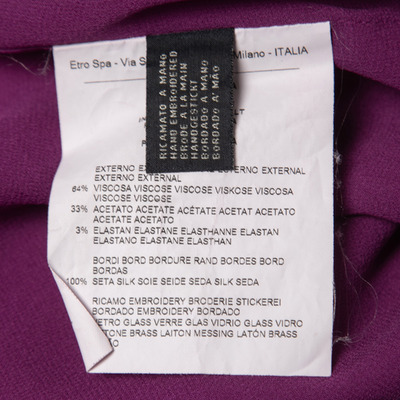 Etro Spa - Via S Milano - ITALIA
RICAMATO A MANO
HAND EMBROIDERED
BRODE A LA MAIN
HANDGESTICKT
BORDADO A MANO
BORDADO A MÃO
EXTERNO EXTERNAL
EXTERNO EXTERNAL
64% VISCOSA VISCOSE VISCOSE VISKOSE VISCOSA
VISCOSE VISCOSE
33% ACETATO ACETATE ACÉTATE ACETAT ACETATO
ACETATO ACETATE
3% ELASTAN ELASTANE ELASTHANNE ELASTAN
ELASTANO ELASTANE ELASTHAN
BORDI BORD BORDURE RAND BORDES BORD
BORDAS
100% SETA SILK SOIE SEIDE SEDA SILK SEDA
RICAMO EMBROIDERY BRODERIE STICKEREI
BORDADO EMBROIDERY BORDADO
VETRO GLASS VERRE GLAS VIDRIO GLASS VIDRO
OTTONE BRASS LAITON MESSING LATÓN BRASS